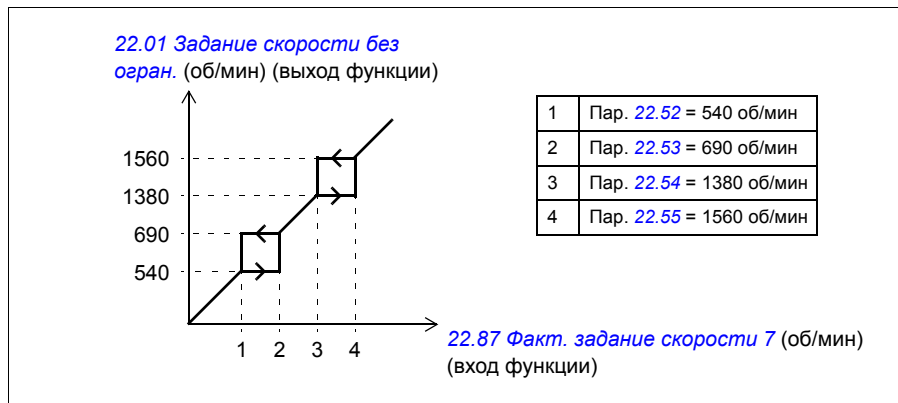 22.01 Задание скорости без
огран. (об/мин) (выход функции)
1560
1380
690
540
1 2 3 4
22.87 Факт. задание скорости 7 (об/мин)
(вход функции)
1 Пар. 22.52 = 540 об/мин
2 Пар. 22.53 = 690 об/мин
3 Пар. 22.54 = 1380 об/мин
4 Пар. 22.55 = 1560 об/мин